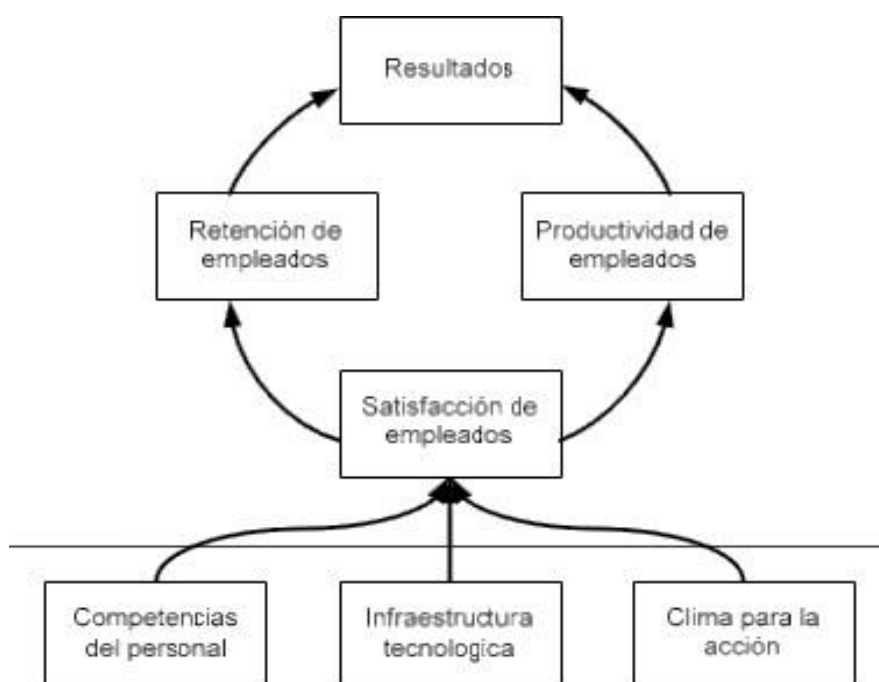 Resultados
Retención de
empleados
Productividad de
empleados
Satisfacción de
empleados
Competencias
del personal
Infraestructura
tecnologica
Clima para la
acción